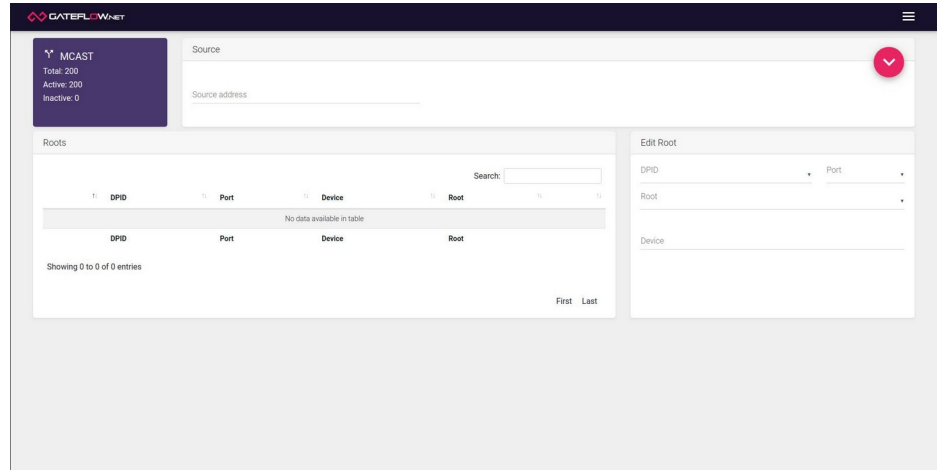 GATEFLOW.NET
MCAST
Total: 200
Active: 200
Inactive: 0
Source
Source address
Roots
Search:
DPID Port Device Root
No data available in table
DPID Port Device Root
Showing 0 to 0 of 0 entries
First Last
Edit Root
DPID Port
Root
Device